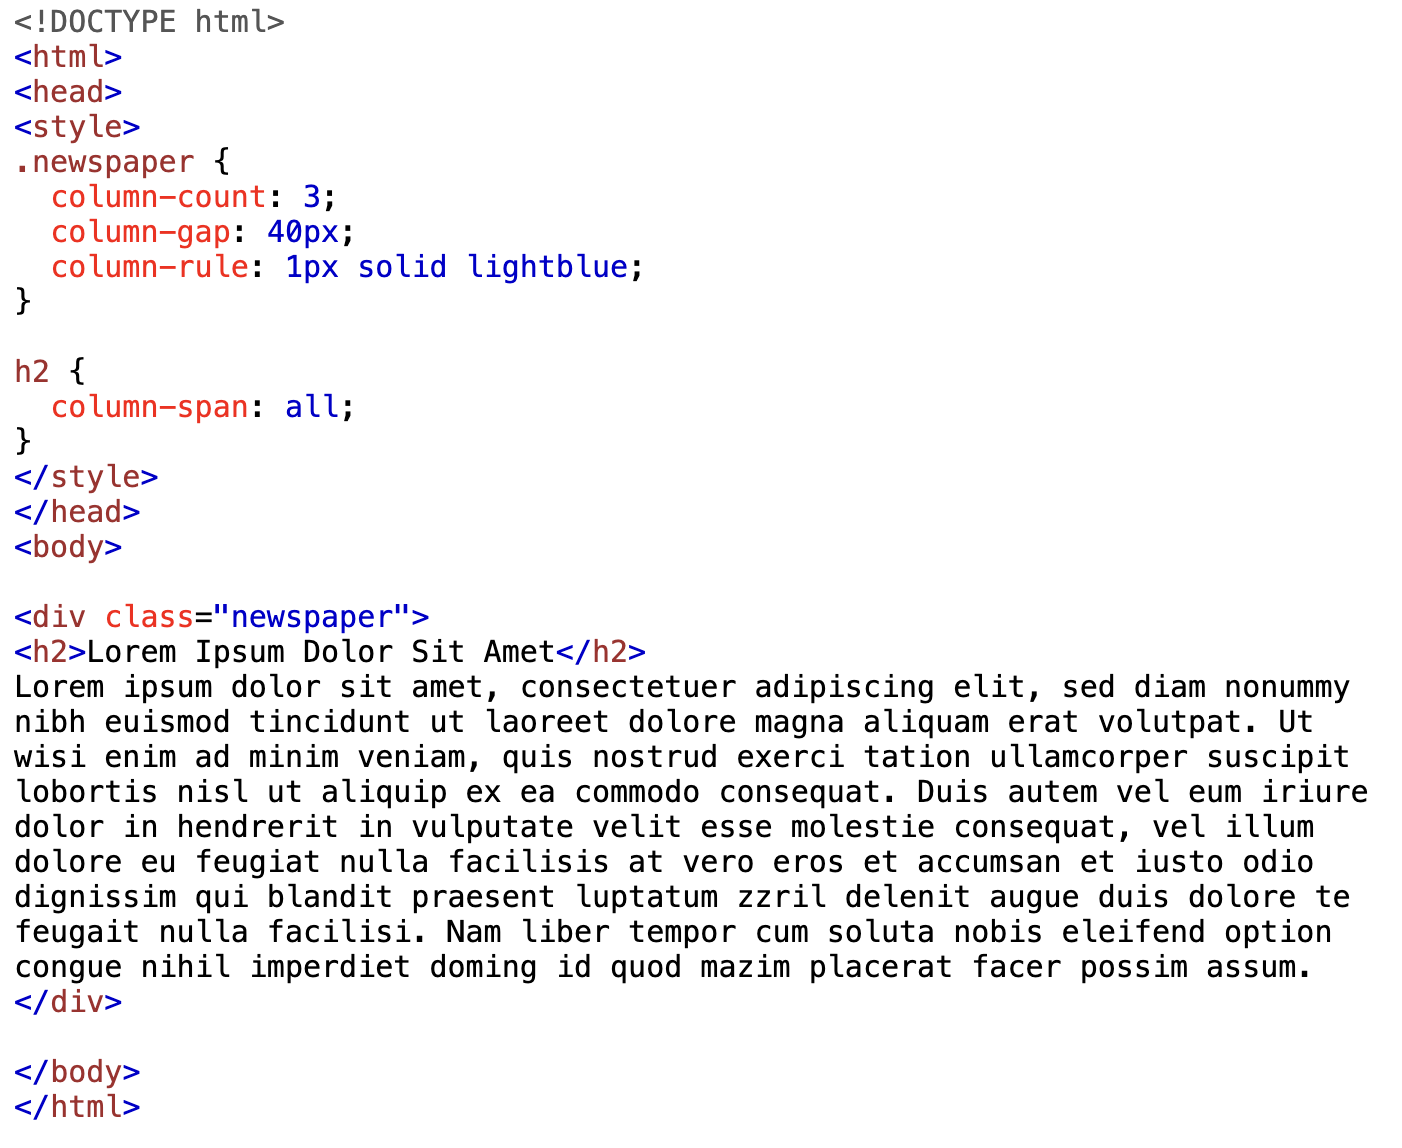 <!DOCTYPE html>
<html>
<head>
<style>
.newspaper {
  column-count: 3;
  column-gap: 40px;
  column-rule: 1px solid lightblue;
}

h2 {
  column-span: all;
}
</style>
</head>
<body>

<div class="newspaper">
<h2>Lorem Ipsum Dolor Sit Amet</h2>
Lorem ipsum dolor sit amet, consectetuer adipiscing elit, sed diam nonummy
nibh euismod tincidunt ut laoreet dolore magna aliquam erat volutpat. Ut
wisi enim ad minim veniam, quis nostrud exerci tation ullamcorper suscipit
lobortis nisl ut aliquip ex ea commodo consequat. Duis autem vel eum iriure
dolor in hendrerit in vulputate velit esse molestie consequat, vel illum
dolore eu feugiat nulla facilisis at vero eros et accumsan et iusto odio
dignissim qui blandit praesent luptatum zzril delenit augue duis dolore te
feugait nulla facilisi. Nam liber tempor cum soluta nobis eleifend option
congue nihil imperdiet doming id quod mazim placerat facer possim assum.
</div>

</body>
</html>